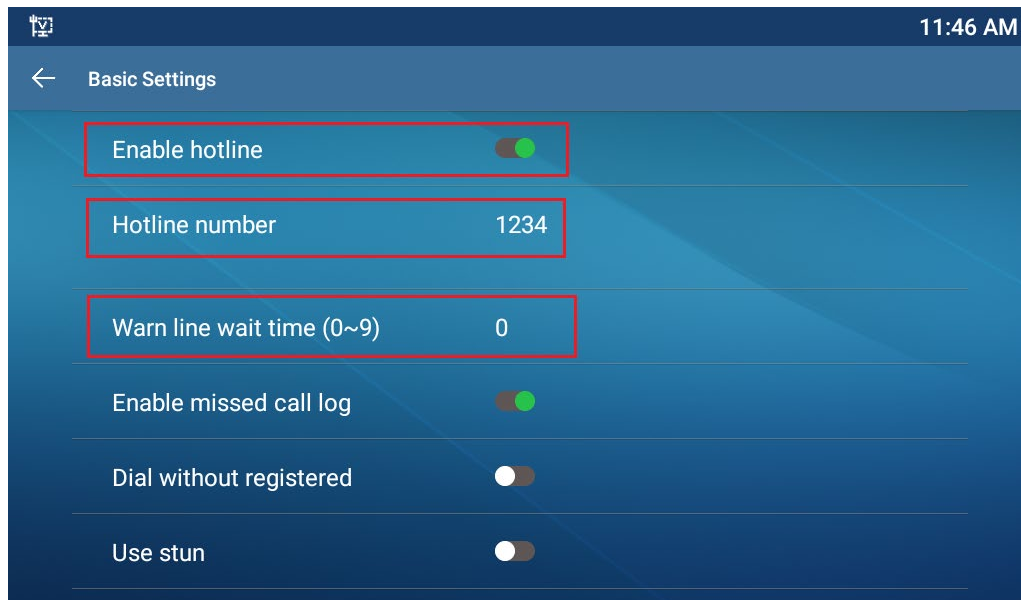 11:46 AM
Basic Settings
Enable hotline
Hotline number 1234
Warn line wait time (0~9) 0
Enable missed call log
Dial without registered
Use stun